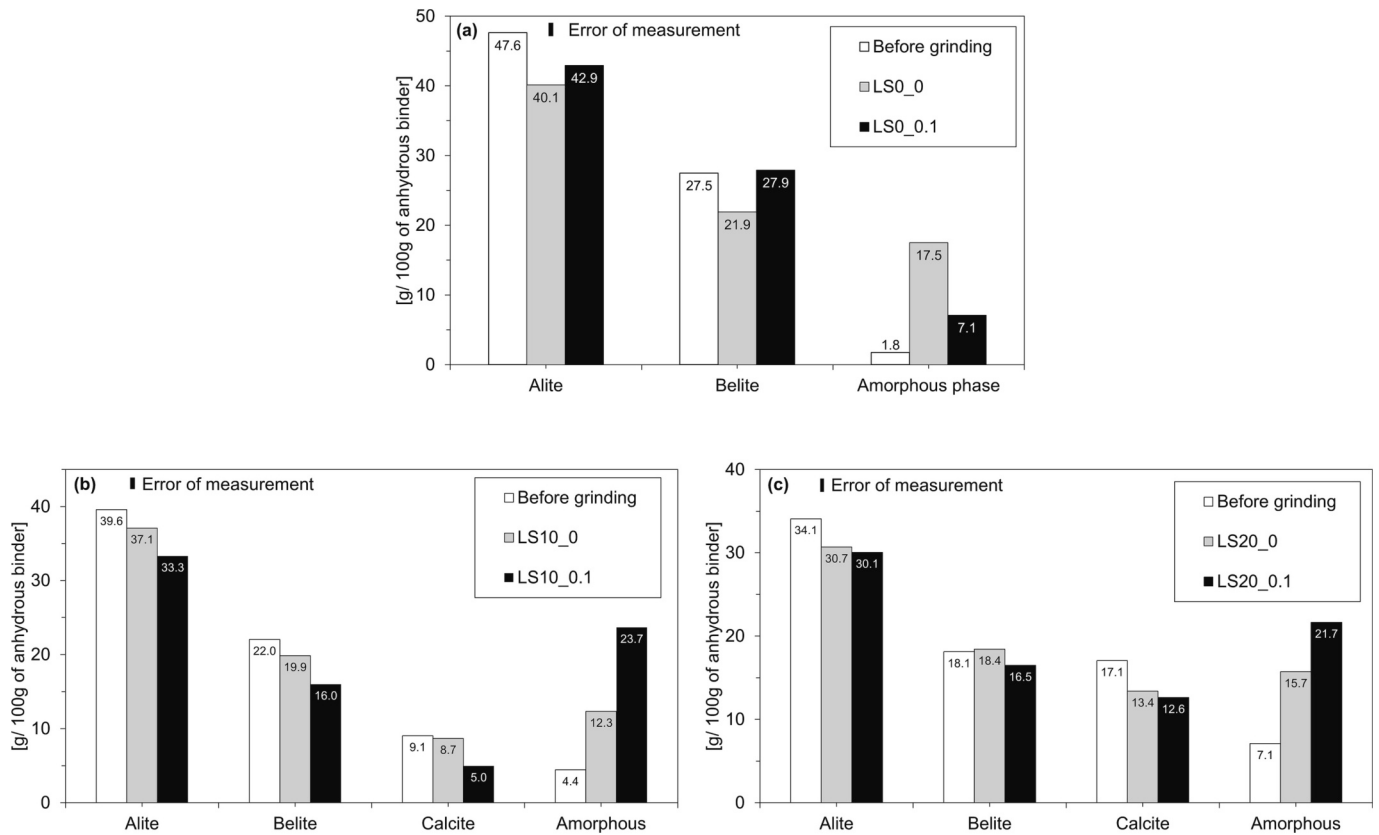 (a)
Error of measurement
Before grinding
LS0_0
LS0_0.1
[g/ 100g of anhydrous binder]
50
40
30
20
10
0
47.6
40.1
42.9
27.5
21.9
27.9
1.8
17.5
7.1
Alite Belite Amorphous phase
(b)
Error of measurement
Before grinding
LS10_0
LS10_0.1
[g/ 100g of anhydrous binder]
40
30
20
10
0
39.6
37.1
33.3
22.0
19.9
16.0
9.1
8.7
5.0
4.4
12.3
23.7
Alite Belite Calcite Amorphous
(c)
Error of measurement
Before grinding
LS20_0
LS20_0.1
[g/ 100g of anhydrous binder]
40
30
20
10
0
34.1
30.7
30.1
18.1
18.4
16.5
17.1
13.4
12.6
7.1
15.7
21.7
Alite Belite Calcite Amorphous